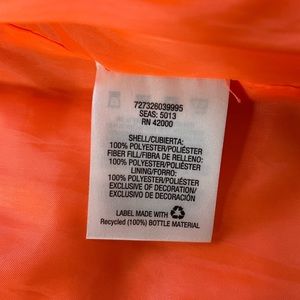 727326039995
SEAS: 5013
RN 42000
SHELL/CUBIERTA:
100% POLYESTER/POLIÉSTER
FIBER FILL/FIBRA DE RELLENO:
100% POLYESTER/POLIÉSTER
LINING/FORRO:
100% POLYESTER/POLIÉSTER
EXCLUSIVE OF DECORATION/
EXCLUSIVO DE DECORACIÓN
LABEL MADE WITH
Recycled (100%) BOTTLE MATERIAL